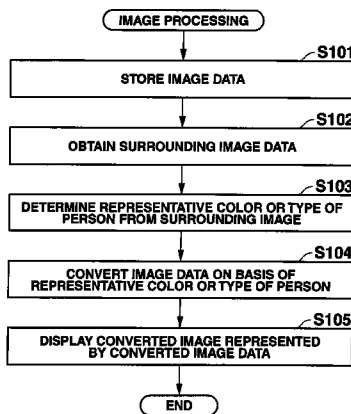 IMAGE PROCESSING
S101
STORE IMAGE DATA
S102
OBTAIN SURROUNDING IMAGE DATA
S103
DETERMINE REPRESENTATIVE COLOR OR TYPE OF
PERSON FROM SURROUNDING IMAGE
S104
CONVERT IMAGE DATA ON BASIS OF
REPRESENTATIVE COLOR OR TYPE OF PERSON
S105
DISPLAY CONVERTED IMAGE REPRESENTED
BY CONVERTED IMAGE DATA
END